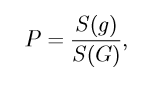 P = \frac{S(g)}{S(G)},